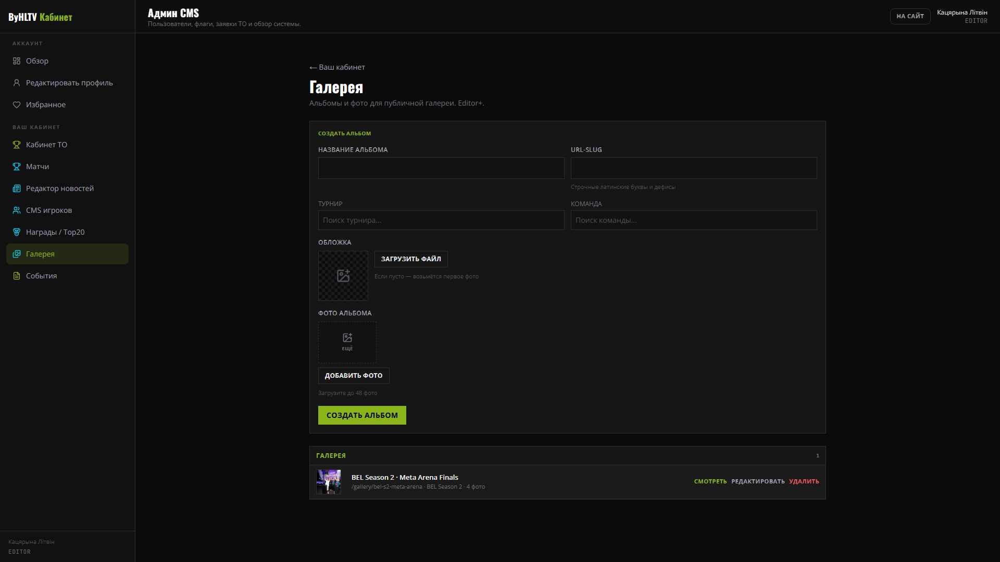 ByHLTV Кабинет
АККАУНТ
Обзор
Редактировать профиль
Избранное
ВАШ КАБИНЕТ
Кабинет ТО
Матчи
Редактор новостей
CMS игроков
Награды / Top20
Галерея
События
Кацярына Літвін
EDITOR
Админ CMS
Пользователи, флаги, заявки ТО и обзор системы.
НА САЙТ
Кацярына Літвін
EDITOR
← Ваш кабинет
Галерея
Альбомы и фото для публичной галереи. Editor+.
СОЗДАТЬ АЛЬБОМ
НАЗВАНИЕ АЛЬБОМА
URL-SLUG
Строчные латинские буквы и дефисы
ТУРНИР
КОМАНДА
Поиск турнира...
Поиск команды...
ОБЛОЖКА
ЗАГРУЗИТЬ ФАЙЛ
Если пусто — возьмётся первое фото
ФОТО АЛЬБОМА
ЕЩЁ
ДОБАВИТЬ ФОТО
Загрузите до 48 фото
СОЗДАТЬ АЛЬБОМ
ГАЛЕРЕЯ
1
BEL Season 2 · Meta Arena Finals
/gallery/bel-s2-meta-arena · BEL Season 2 · 4 фото
СМОТРЕТЬ РЕДАКТИРОВАТЬ УДАЛИТЬ